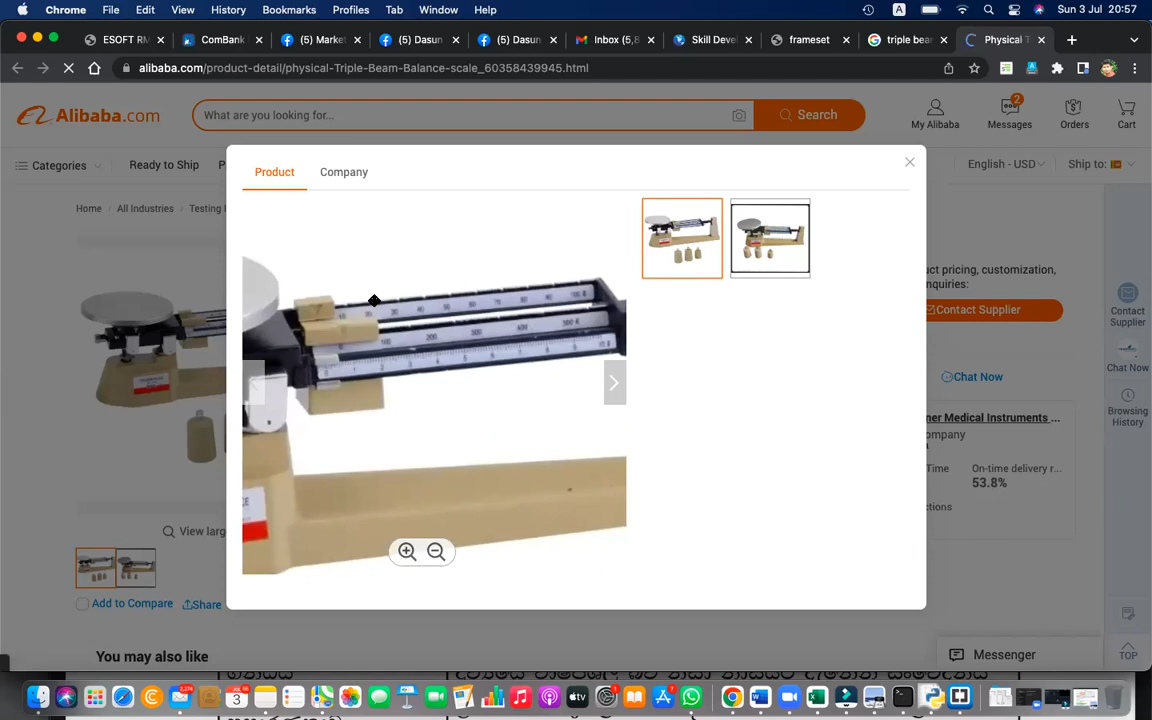 Chrome File Edit View History Bookmarks Profiles Tab Window Help A Sun 3 Jul 20:57
ESOFT RM ComBank (5) Market (5) Dasun (5) Dasun Inbox (5,8 Skill Deve frameset triple bea Physical T
alibaba.com/product-detail/physical-Triple-Beam-Balance-scale_60358439945.html
Alibaba.com What are you looking for... Search My Alibaba 2 Messages Orders Cart
Categories Ready to Ship P English - USD Ship to:
Product Company
Home All Industries Testing
ct pricing, customization,
nquiries:
Contact Supplier
Contact Supplier
Chat Now
Chat Now
Browsing History
ner Medical Instruments ...
ompany
Time On-time delivery r...
53.8%
ctions
View larg
Add to Compare Share
You may also like
Messenger
TOP